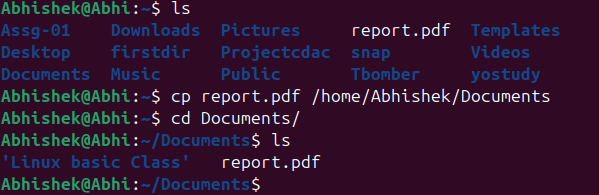 Abhishek@Abhi:~$ ls
Assg-01 Downloads Pictures report.pdf Templates
Desktop firstdir Projectcdac snap Videos
Documents Music Public Tbomber yostudy
Abhishek@Abhi:~$ cp report.pdf /home/Abhishek/Documents
Abhishek@Abhi:~$ cd Documents/
Abhishek@Abhi:~/Documents$ ls
'Linux basic Class' report.pdf
Abhishek@Abhi:~/Documents$